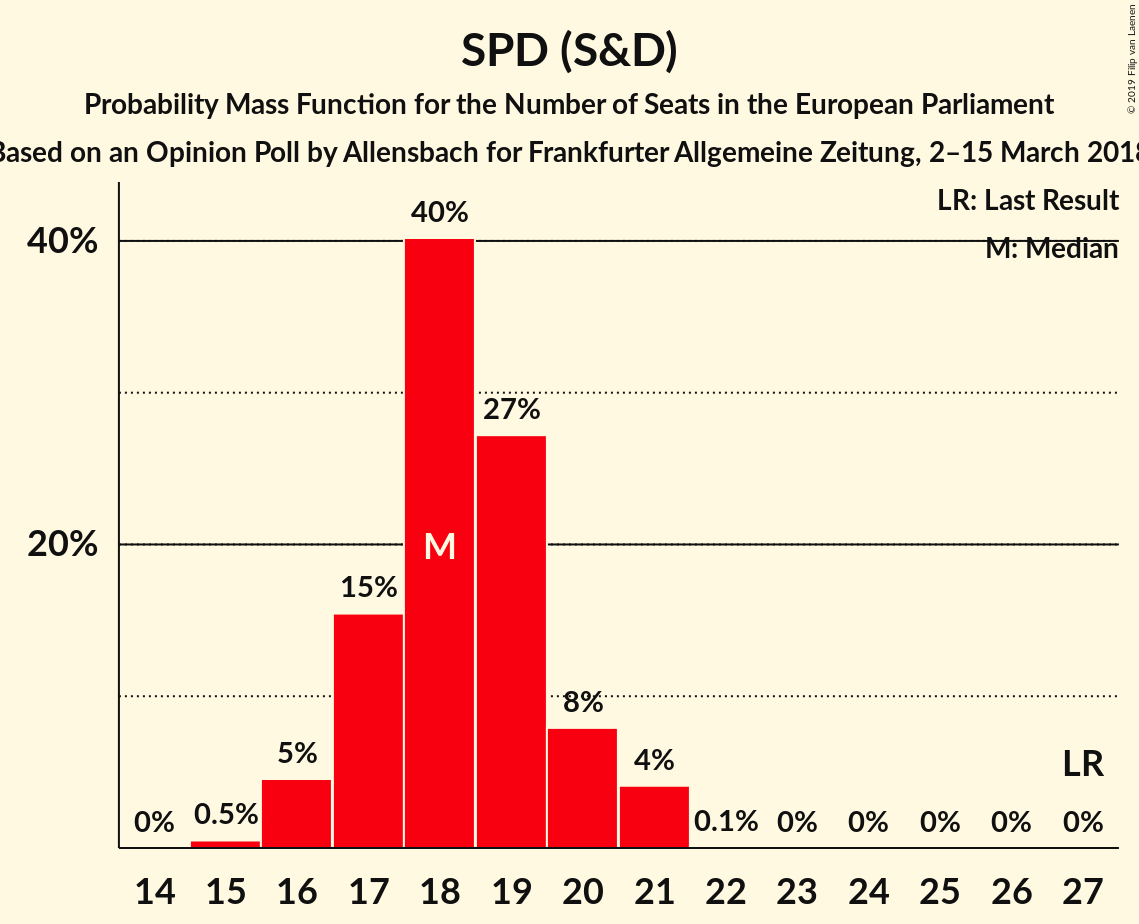 SPD (S&D)
Probability Mass Function for the Number of Seats in the European Parliament
Based on an Opinion Poll by Allensbach for Frankfurter Allgemeine Zeitung, 2–15 March 2018
© 2019 Filip van Laenen
LR: Last Result
M: Median
40%
20%
0%
0.5%
5%
15%
40%
27%
8%
4%
0.1%
0%
0%
0%
0%
0%
M
LR
14 15 16 17 18 19 20 21 22 23 24 25 26 27